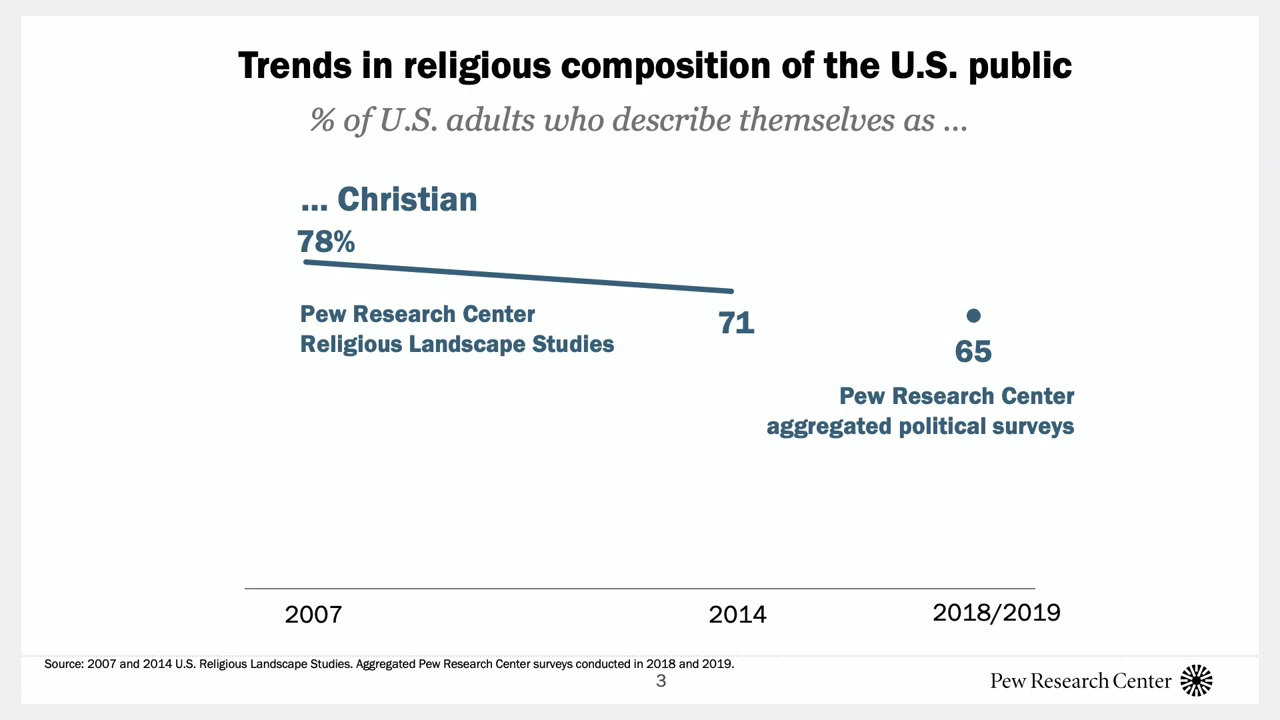 Trends in religious composition of the U.S. public
% of U.S. adults who describe themselves as ...
... Christian
78%
Pew Research Center
Religious Landscape Studies
71
65
Pew Research Center
aggregated political surveys
2007
2014
2018/2019
Source: 2007 and 2014 U.S. Religious Landscape Studies. Aggregated Pew Research Center surveys conducted in 2018 and 2019.
3
Pew Research Center